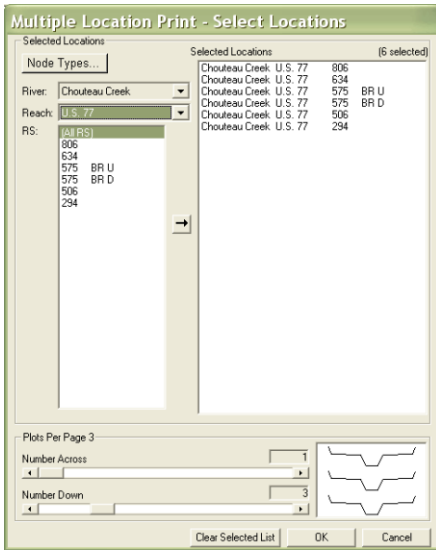 Multiple Location Print - Select Locations
Selected Locations
Node Types...
River: Chouteau Creek
Reach: U.S. 77
RS: (All RS)
806
634
575 BR U
575 BR D
506
294
Selected Locations (6 selected)
Chouteau Creek U.S. 77 806
Chouteau Creek U.S. 77 634
Chouteau Creek U.S. 77 575 BR U
Chouteau Creek U.S. 77 575 BR D
Chouteau Creek U.S. 77 506
Chouteau Creek U.S. 77 294
Plots Per Page 3
Number Across 1
Number Down 3
Clear Selected List OK Cancel